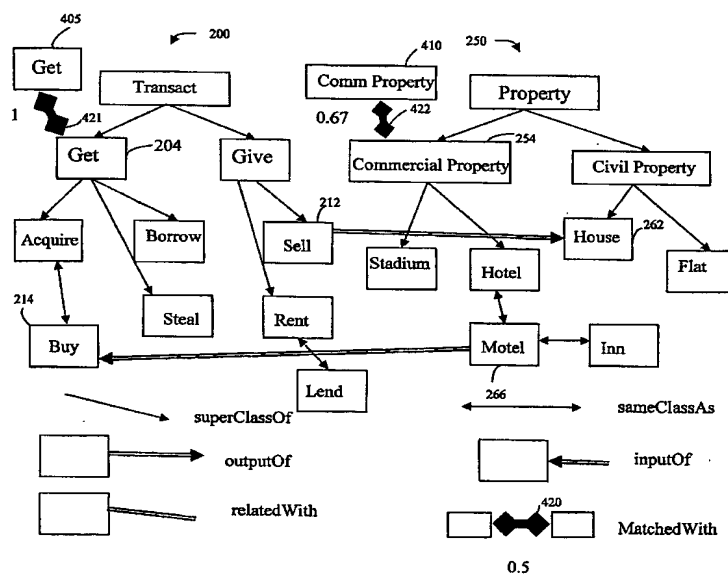 405
200
410
250
Get
Transact
Comm Property
Property
1
421
0.67
422
254
Get
204
Give
Commercial Property
Civil Property
212
Acquire
Borrow
Sell
Stadium
Hotel
House
262
Flat
214
Steal
Rent
Buy
Motel
Inn
Lend
266
superClassOf
sameClassAs
outputOf
inputOf
relatedWith
420
MatchedWith
0.5